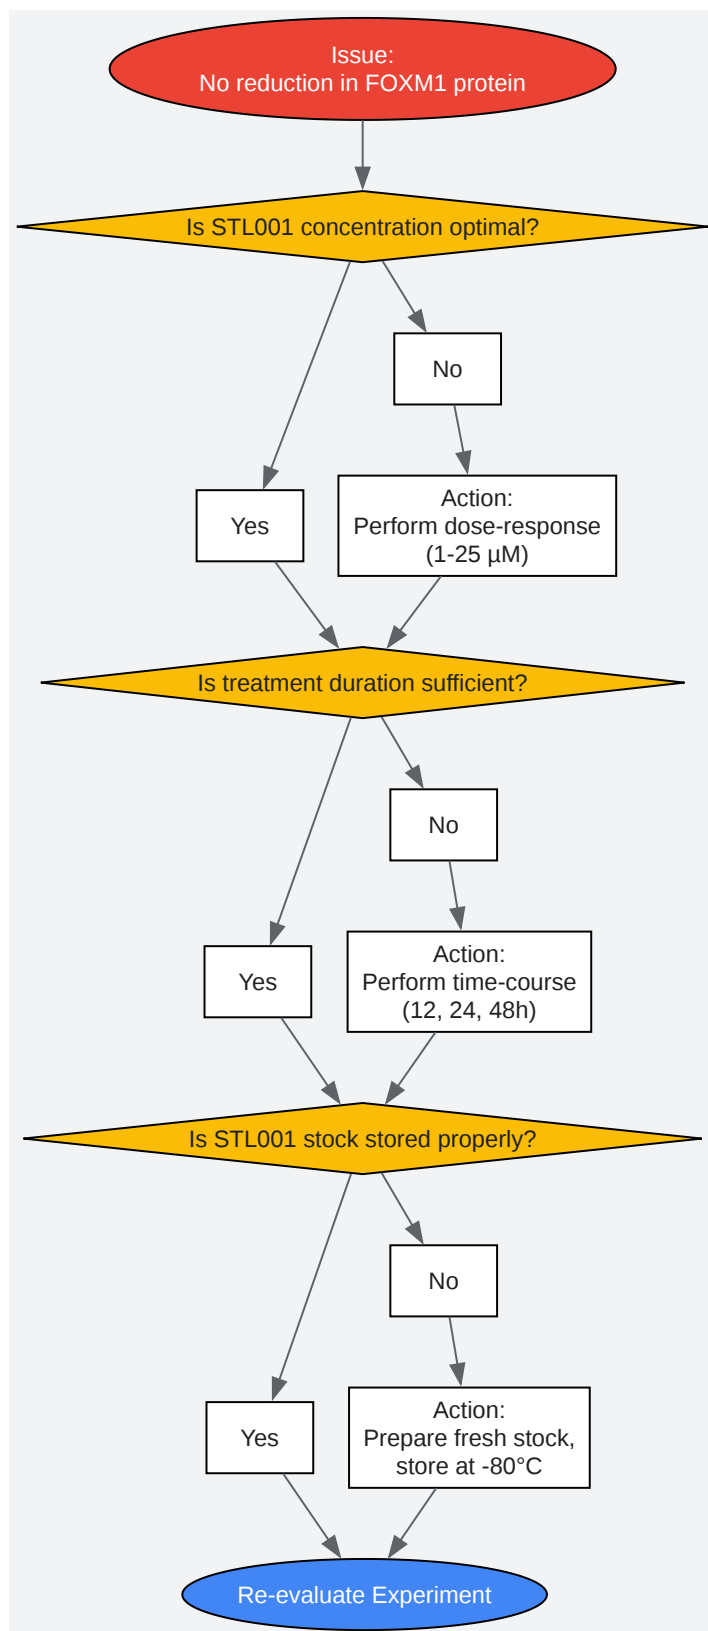 Issue:
No reduction in FOXM1 protein
Is STL001 concentration optimal?
No
Yes
Action:
Perform dose-response
(1-25 µM)
Is treatment duration sufficient?
No
Yes
Action:
Perform time-course
(12, 24, 48h)
Is STL001 stock stored properly?
No
Yes
Action:
Prepare fresh stock,
store at -80°C
Re-evaluate Experiment